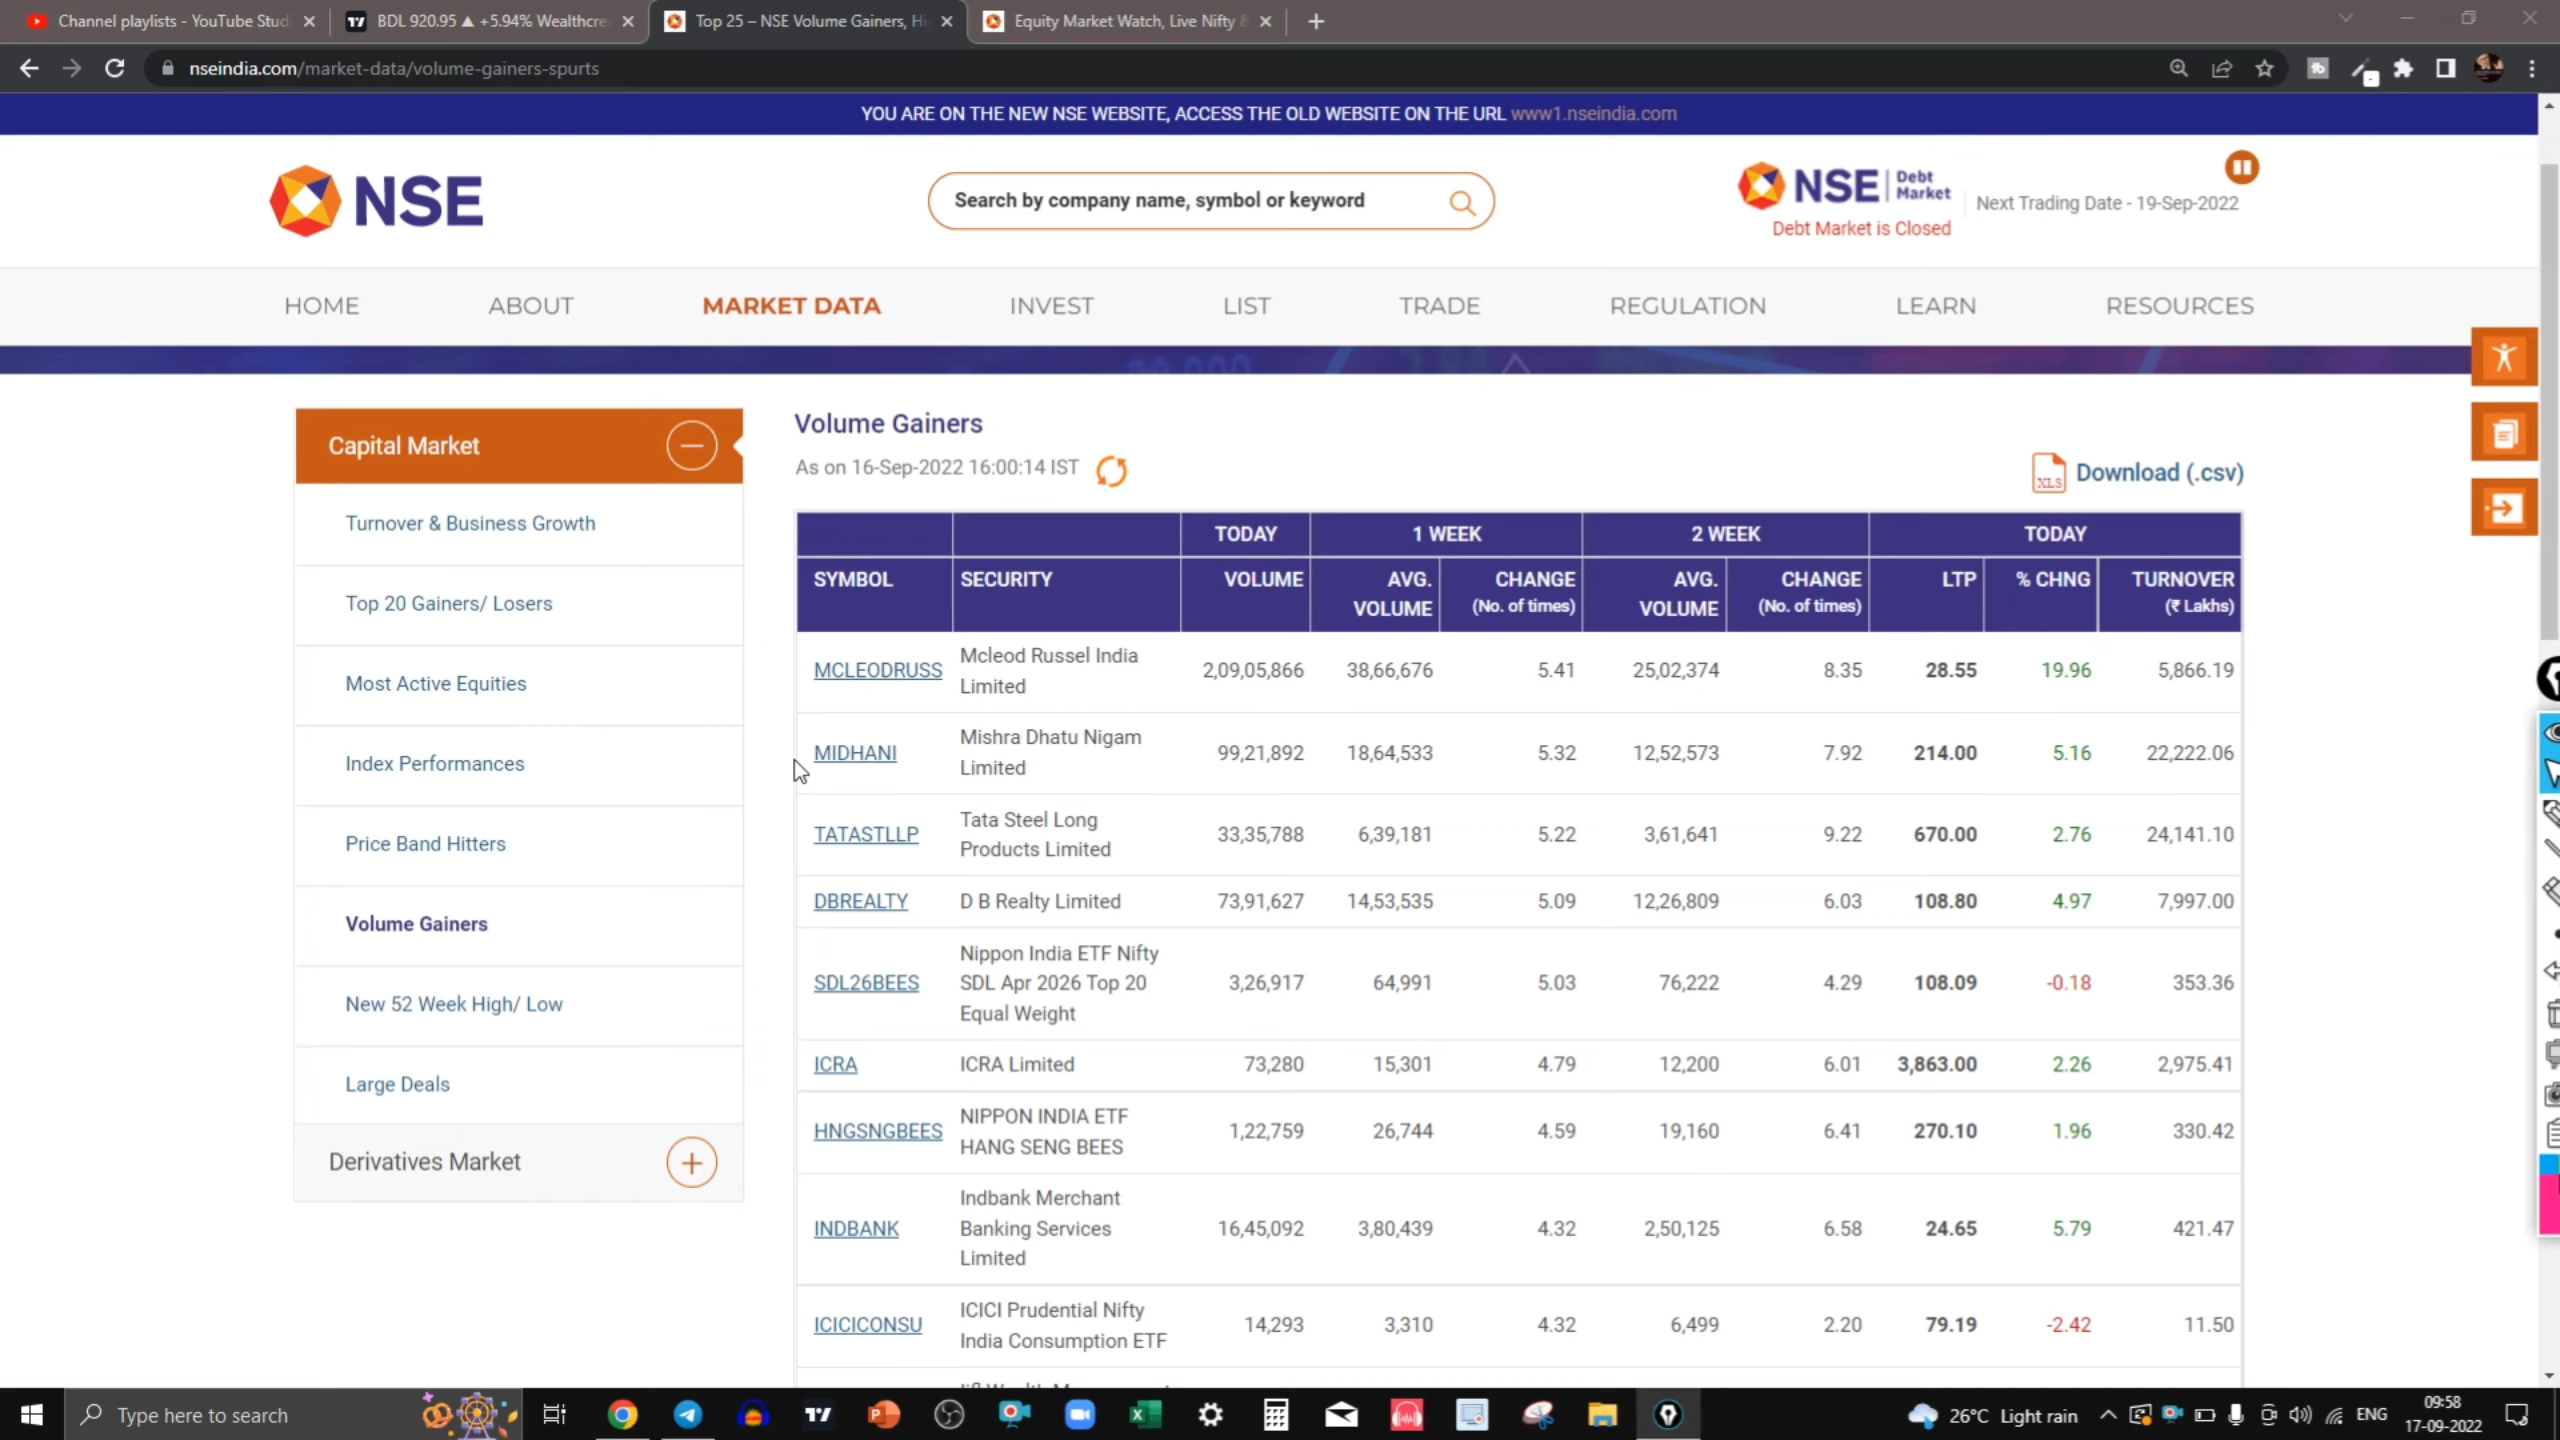 Channel playlists - YouTube Stud
BDL 920.95 ▲ +5.94% Wealthcre
Top 25 – NSE Volume Gainers, Hi
Equity Market Watch, Live Nifty
nseindia.com/market-data/volume-gainers-spurts
YOU ARE ON THE NEW NSE WEBSITE, ACCESS THE OLD WEBSITE ON THE URL www1.nseindia.com
NSE
Search by company name, symbol or keyword
NSE Debt Market
Next Trading Date - 19-Sep-2022
Debt Market is Closed
HOME ABOUT MARKET DATA INVEST LIST TRADE REGULATION LEARN RESOURCES
Capital Market
Turnover & Business Growth
Top 20 Gainers/ Losers
Most Active Equities
Index Performances
Price Band Hitters
Volume Gainers
New 52 Week High/ Low
Large Deals
Derivatives Market
Volume Gainers
As on 16-Sep-2022 16:00:14 IST
XLS Download (.csv)
TODAY 1 WEEK 2 WEEK TODAY
SYMBOL SECURITY VOLUME AVG. CHANGE AVG. CHANGE LTP % CHNG TURNOVER
VOLUME (No. of times) VOLUME (No. of times) (₹ Lakhs)
MCLEODRUSS Mcleod Russel India Limited 2,09,05,866 38,66,676 5.41 25,02,374 8.35 28.55 19.96 5,866.19
MIDHANI Mishra Dhatu Nigam Limited 99,21,892 18,64,533 5.32 12,52,573 7.92 214.00 5.16 22,222.06
TATASTLLP Tata Steel Long Products Limited 33,35,788 6,39,181 5.22 3,61,641 9.22 670.00 2.76 24,141.10
DBREALTY D B Realty Limited 73,91,627 14,53,535 5.09 12,26,809 6.03 108.80 4.97 7,997.00
SDL26BEES Nippon India ETF Nifty SDL Apr 2026 Top 20 Equal Weight 3,26,917 64,991 5.03 76,222 4.29 108.09 -0.18 353.36
ICRA ICRA Limited 73,280 15,301 4.79 12,200 6.01 3,863.00 2.26 2,975.41
HNGSNGBEES NIPPON INDIA ETF HANG SENG BEES 1,22,759 26,744 4.59 19,160 6.41 270.10 1.96 330.42
INDBANK Indbank Merchant Banking Services Limited 16,45,092 3,80,439 4.32 2,50,125 6.58 24.65 5.79 421.47
ICICICONSU ICICI Prudential Nifty India Consumption ETF 14,293 3,310 4.32 6,499 2.20 79.19 -2.42 11.50
Type here to search
26°C Light rain
ENG
09:58
17-09-2022